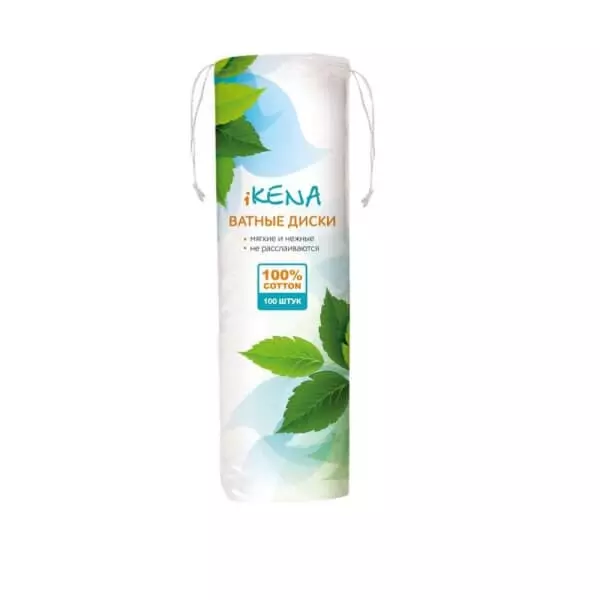 iKENA
ВАТНЫЕ ДИСКИ
• мягкие и нежные
• не расслаиваются
100%
COTTON
100 ШТУК